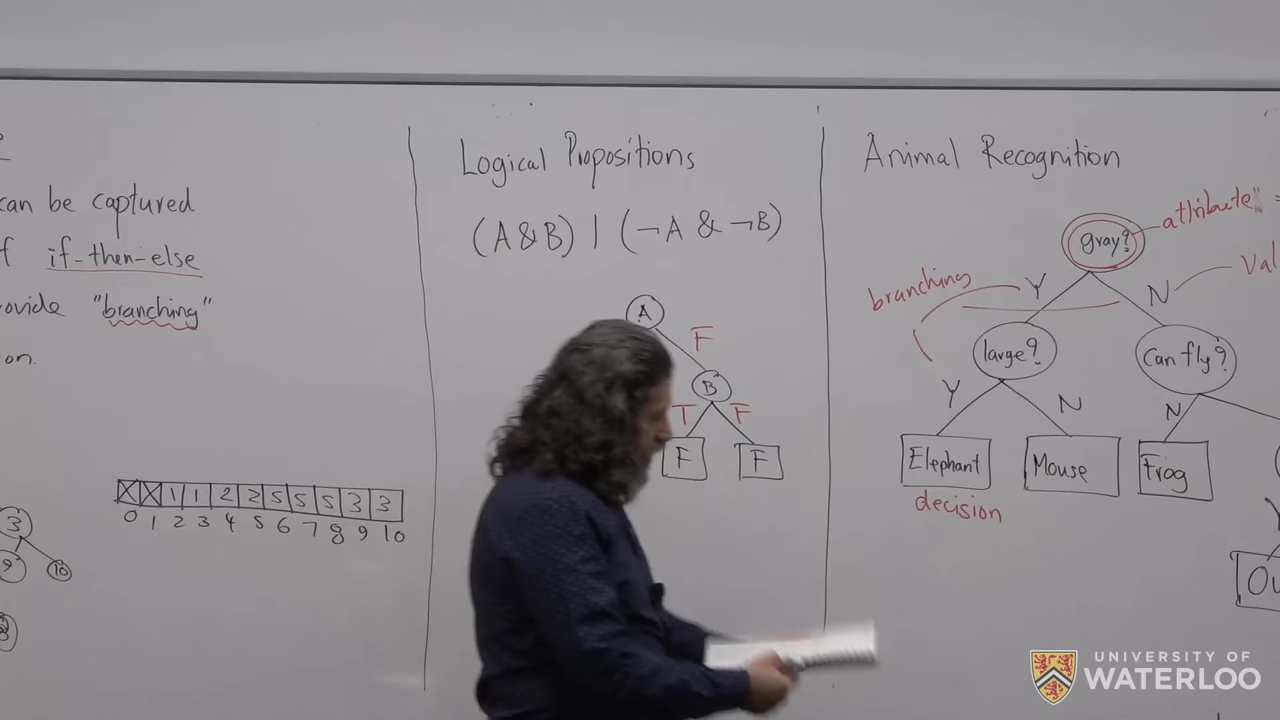 can be captured
f if-then-else
ovide "branching"
on.
X X 1 1 2 2 5 5 5 3 3
0 1 2 3 4 5 6 7 8 9 10
3
9 10
Logical Propositions
(A&B) | (¬A & ¬B)
A
F
B
T F
F F
Animal Recognition
gray? attribute" =
branching Y N Val
large? Can fly?
Y N N
Elephant Mouse Frog
decision
Ou
UNIVERSITY OF
WATERLOO